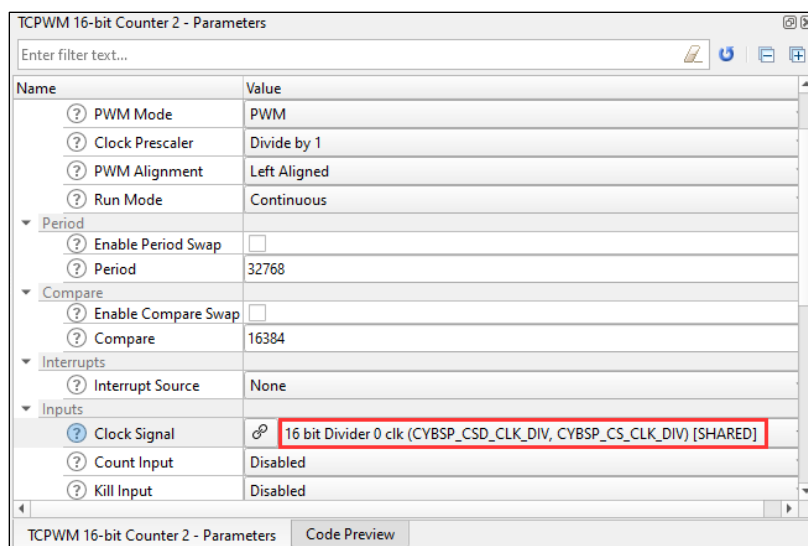 TCPWM 16-bit Counter 2 - Parameters
Enter filter text...
Name Value
PWM Mode PWM
Clock Prescaler Divide by 1
PWM Alignment Left Aligned
Run Mode Continuous
Period
Enable Period Swap
Period 32768
Compare
Enable Compare Swap
Compare 16384
Interrupts
Interrupt Source None
Inputs
Clock Signal 16 bit Divider 0 clk (CYBSP_CSD_CLK_DIV, CYBSP_CS_CLK_DIV) [SHARED]
Count Input Disabled
Kill Input Disabled
TCPWM 16-bit Counter 2 - Parameters Code Preview